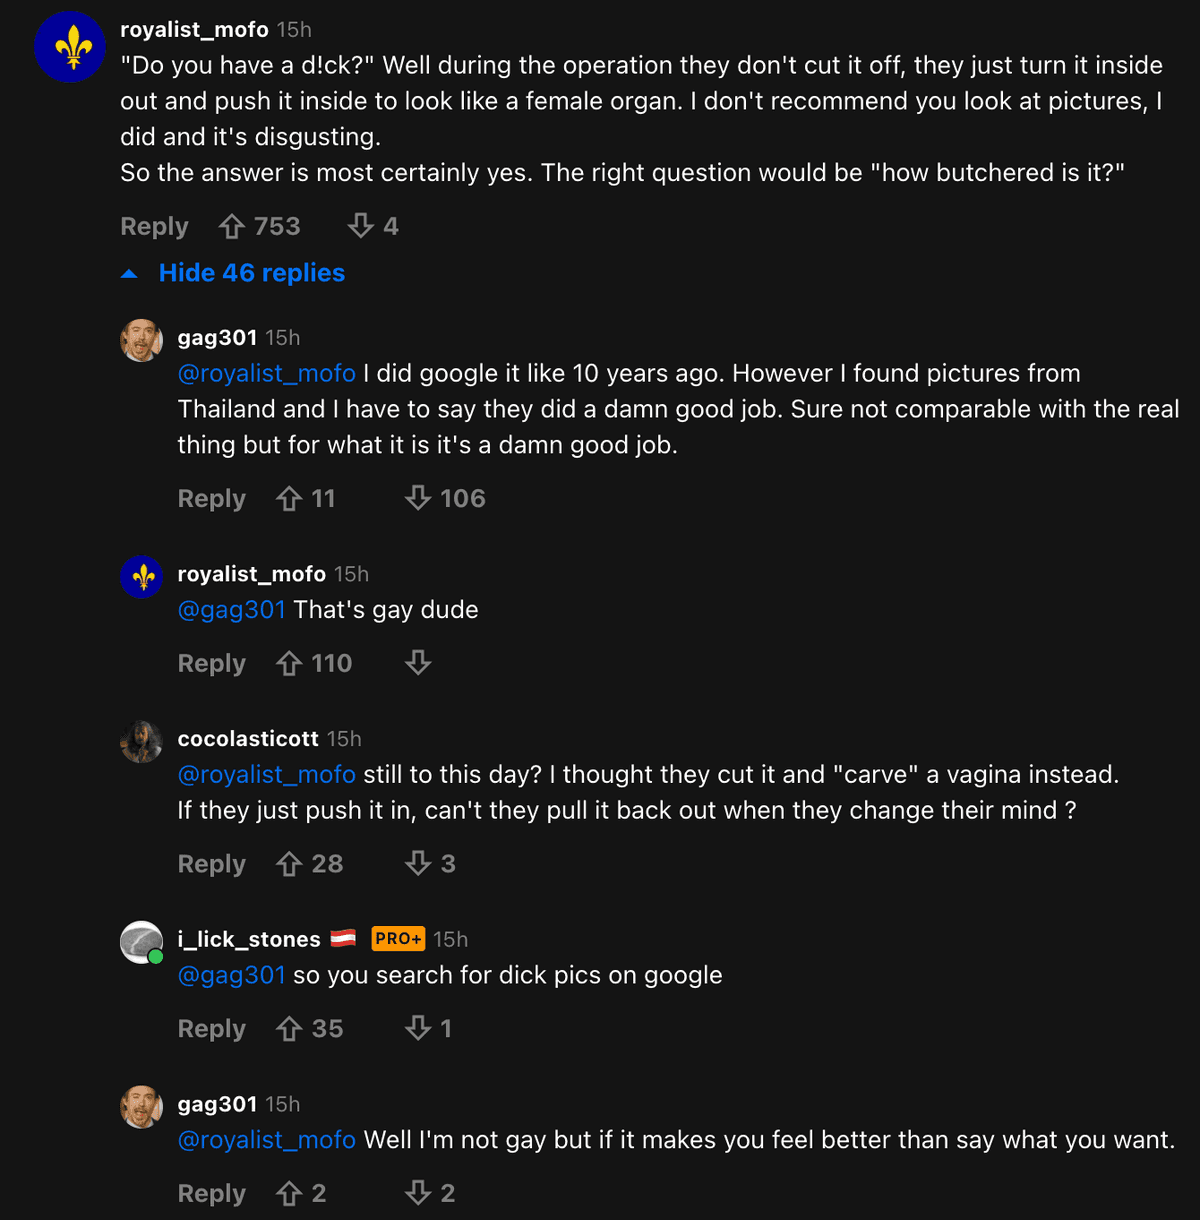 royalist_mofo 15h
"Do you have a d!ck?" Well during the operation they don't cut it off, they just turn it inside
out and push it inside to look like a female organ. I don't recommend you look at pictures, I
did and it's disgusting.
So the answer is most certainly yes. The right question would be "how butchered is it?"
Reply 753 4
Hide 46 replies
gag301 15h
@royalist_mofo I did google it like 10 years ago. However I found pictures from
Thailand and I have to say they did a damn good job. Sure not comparable with the real
thing but for what it is it's a damn good job.
Reply 11 106
royalist_mofo 15h
@gag301 That's gay dude
Reply 110
cocolasticott 15h
@royalist_mofo still to this day? I thought they cut it and "carve" a vagina instead.
If they just push it in, can't they pull it back out when they change their mind ?
Reply 28 3
i_lick_stones PRO+ 15h
@gag301 so you search for dick pics on google
Reply 35 1
gag301 15h
@royalist_mofo Well I'm not gay but if it makes you feel better than say what you want.
Reply 2 2